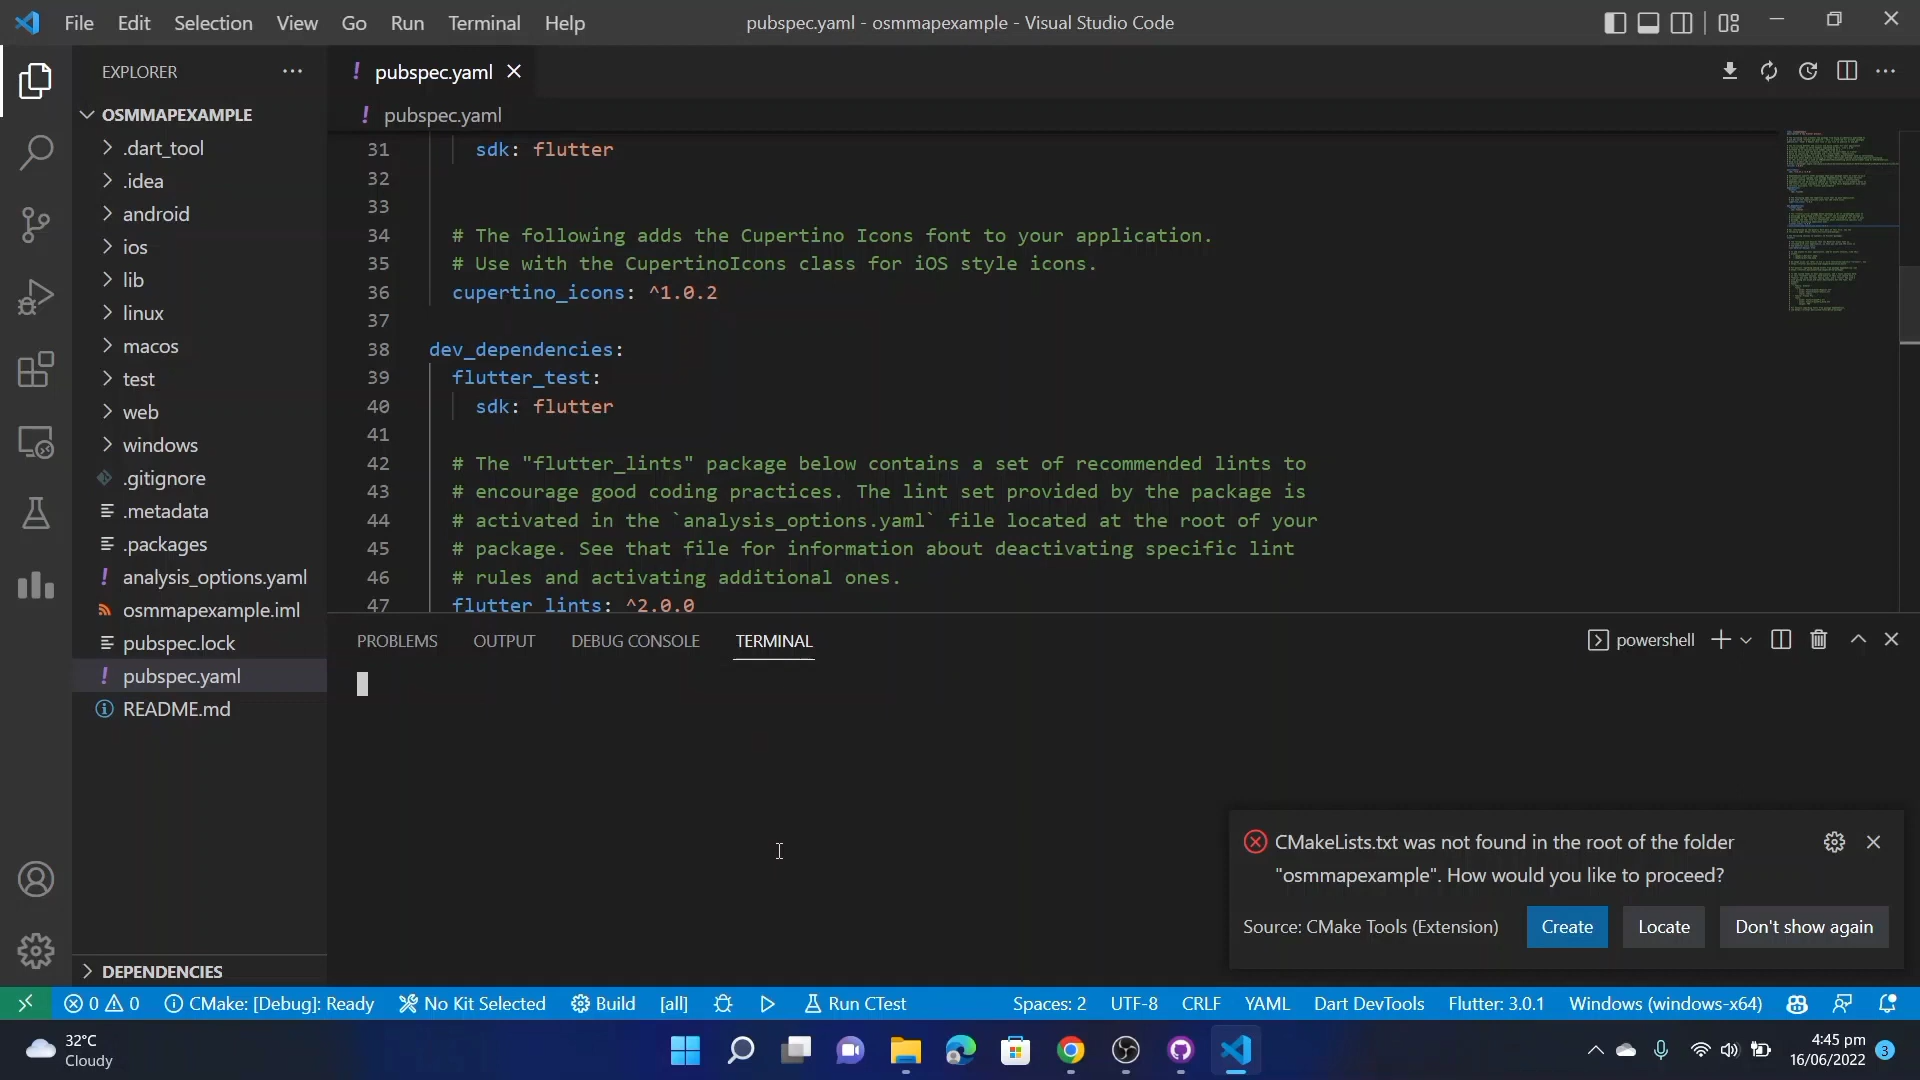 File Edit Selection View Go Run Terminal Help
pubspec.yaml - osmmapexample - Visual Studio Code
EXPLORER
OSMMAPEXAMPLE
.dart_tool
.idea
android
ios
lib
linux
macos
test
web
windows
.gitignore
.metadata
.packages
analysis_options.yaml
osmmapexample.iml
pubspec.lock
pubspec.yaml
README.md
DEPENDENCIES
pubspec.yaml
pubspec.yaml
31 sdk: flutter
32
33
34 # The following adds the Cupertino Icons font to your application.
35 # Use with the CupertinoIcons class for iOS style icons.
36 cupertino_icons: ^1.0.2
37
38 dev_dependencies:
39 flutter_test:
40 sdk: flutter
41
42 # The "flutter_lints" package below contains a set of recommended lints to
43 # encourage good coding practices. The lint set provided by the package is
44 # activated in the `analysis_options.yaml` file located at the root of your
45 # package. See that file for information about deactivating specific lint
46 # rules and activating additional ones.
47 flutter_lints: ^2.0.0
PROBLEMS OUTPUT DEBUG CONSOLE TERMINAL
powershell
CMakeLists.txt was not found in the root of the folder
"osmmapexample". How would you like to proceed?
Source: CMake Tools (Extension) Create Locate Don't show again
0 0 CMake: [Debug]: Ready No Kit Selected Build [all] Run CTest Spaces: 2 UTF-8 CRLF YAML Dart DevTools Flutter: 3.0.1 Windows (windows-x64)
32°C
Cloudy
4:45 pm
16/06/2022
3